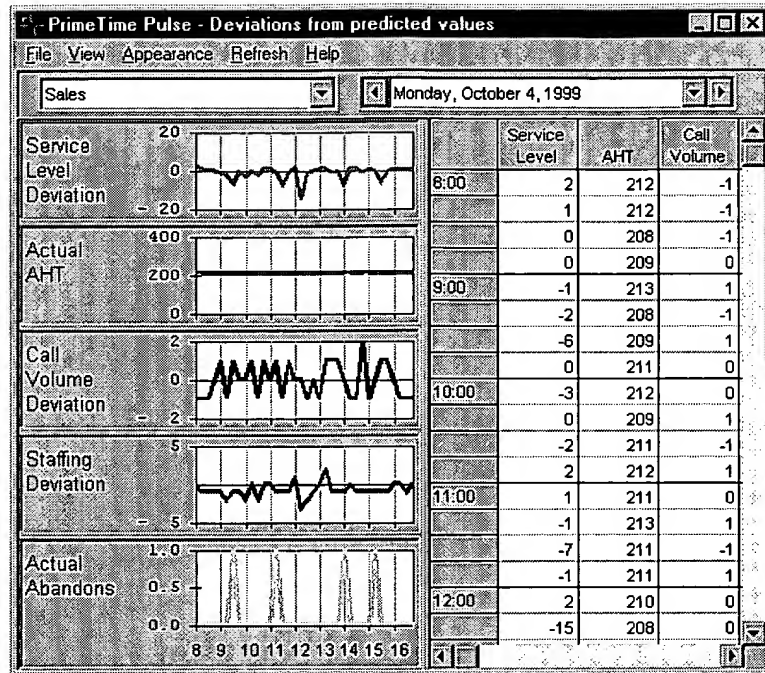 PrimeTime Pulse - Deviations from predicted values
File View Appearance Refresh Help
Sales
Monday, October 4, 1999
Service Level Deviation
20
0
- 20
Actual AHT
400
200
0
Call Volume Deviation
2
0
- 2
Staffing Deviation
5
- 5
Actual Abandons
1.0
0.5
0.0
8 9 10 11 12 13 14 15 16
Service Level AHT Call Volume
8:00 2 212 -1
1 212 -1
0 208 -1
0 209 0
9:00 -1 213 1
-2 208 -1
-6 209 1
0 211 0
10:00 -3 212 0
0 209 1
-2 211 -1
2 212 1
11:00 1 211 0
-1 213 1
-7 211 -1
-1 211 1
12:00 2 210 0
-15 208 0